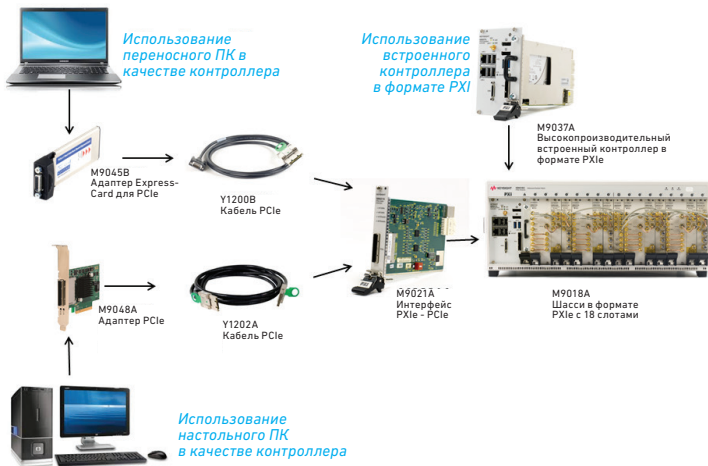 Использование
переносного ПК в
качестве контроллера
Использование
встроенного
контроллера
в формате PXI
M9037A
Высокопроизводительный
встроенный контроллер в
формате PXIe
M9045B
Адаптер Express-
Card для PCIe
Y1200B
Кабель PCIe
PXI
M9048A
Адаптер PCIe
Y1202A
Кабель PCIe
M9021A
Интерфейс
PXIe - PCIe
M9018A
Шасси в формате
PXIe с 18 слотами
Использование
настольного ПК
в качестве контроллера